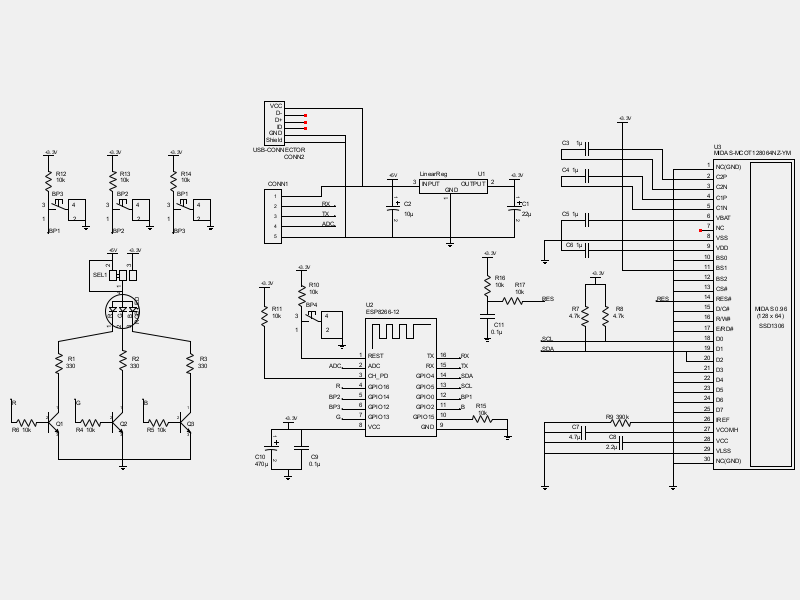 +3.3V
R12
10k
BP3
3
4
1
2
BP1
+3.3V
R13
10k
BP2
3
4
1
2
BP2
+3.3V
R14
10k
BP1
3
4
1
2
BP3
VCC
D-
D+
ID
GND
Shield
USB-CONNECTOR
CONN2
CONN1
1
2
3
4
5
RX
TX
ADC
+5V
C2
10µ
LinearReg
U1
3
INPUT
OUTPUT
2
GND
1
+3.3V
C1
22µ
+5V
+3.3V
2
3
SEL1
1
R1
330
R2
330
R3
330
R
R6 10k
Q1
G
R4 10k
Q2
B
R5 10k
Q3
+3.3V
R11
10k
+3.3V
R10
10k
BP4
3
4
1
2
U2
ESP8266-12
ADC
R
BP2
BP3
G
1
2
3
4
5
6
7
8
REST
ADC
CH_PD
GPIO16
GPIO14
GPIO12
GPIO13
VCC
TX
RX
GPIO4
GPIO5
GPIO0
GPIO2
GPIO15
GND
16
15
14
13
12
11
10
9
RX
TX
SDA
SCL
BP1
B
R15
10k
+3.3V
C10
470µ
C9
0.1µ
+3.3V
R16
10k
R17
10k
RES
C11
0.1µ
+3.3V
C3
1µ
C4
1µ
C5
1µ
C6
1µ
+3.3V
R7
4.7k
R8
4.7k
RES
SCL
SDA
R9 390k
C7
4.7µ
C8
2.2µ
U3
MIDAS-MCOT128064NZ-YM
1 NC(GND)
2 C2P
3 C2N
4 C1P
5 C1N
6 VBAT
7 NC
8 VSS
9 VDD
10 BS0
11 BS1
12 BS2
13 CS#
14 RES#
15 D/C#
16 R/W#
17 E/RD#
18 D0
19 D1
20 D2
21 D3
22 D4
23 D5
24 D6
25 D7
26 IREF
27 VCOMH
28 VCC
29 VLSS
30 NC(GND)
MIDAS 0.96
(128 x 64)
SSD1306